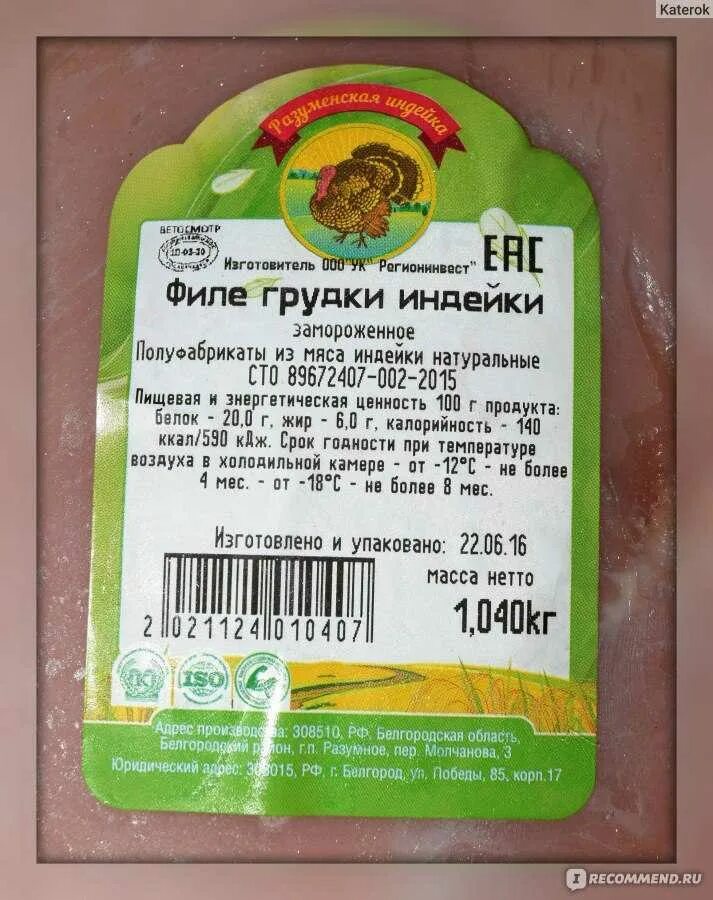 Katerok
Разуменская индейка
ВЕТОСМОТР
10-03-30
Изготовитель ООО УК "Регионинвест"
EAC
Филе грудки индейки
замороженное
Полуфабрикаты из мяса индейки натуральные
СТО 89672407-002-2015
Пищевая и энергетическая ценность 100 г продукта:
белок - 20,0 г, жир - 6,0 г, калорийность - 140
ккал/590 кДж. Срок годности при температуре
воздуха в холодильной камере - от -12°С - не более
4 мес. - от -18°С - не более 8 мес.
Изготовлено и упаковано: 22.06.16
масса нетто
1,040кг
2 021124 010407
ISO
Адрес производства: 308510, РФ, Белгородская область,
Белгородский район, г.п. Разумное, пер. Молчанова, 3
Юридический адрес: 308015, РФ, г. Белгород, ул. Победы, 85, корп.17
IRECOMMEND.RU